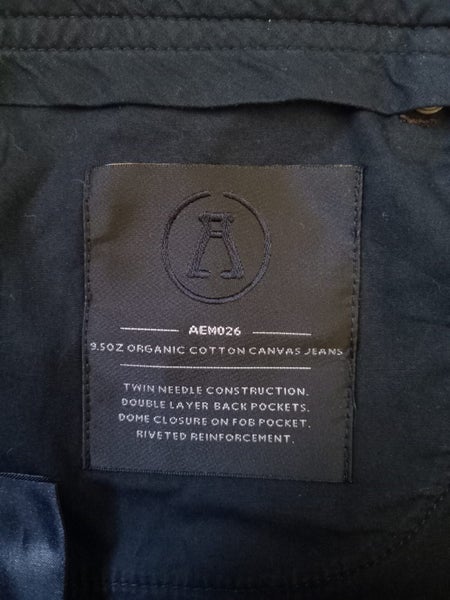 AEM026
9.5OZ ORGANIC COTTON CANVAS JEANS
TWIN NEEDLE CONSTRUCTION.
DOUBLE LAYER BACK POCKETS.
DOME CLOSURE ON FOB POCKET.
RIVETED REINFORCEMENT.